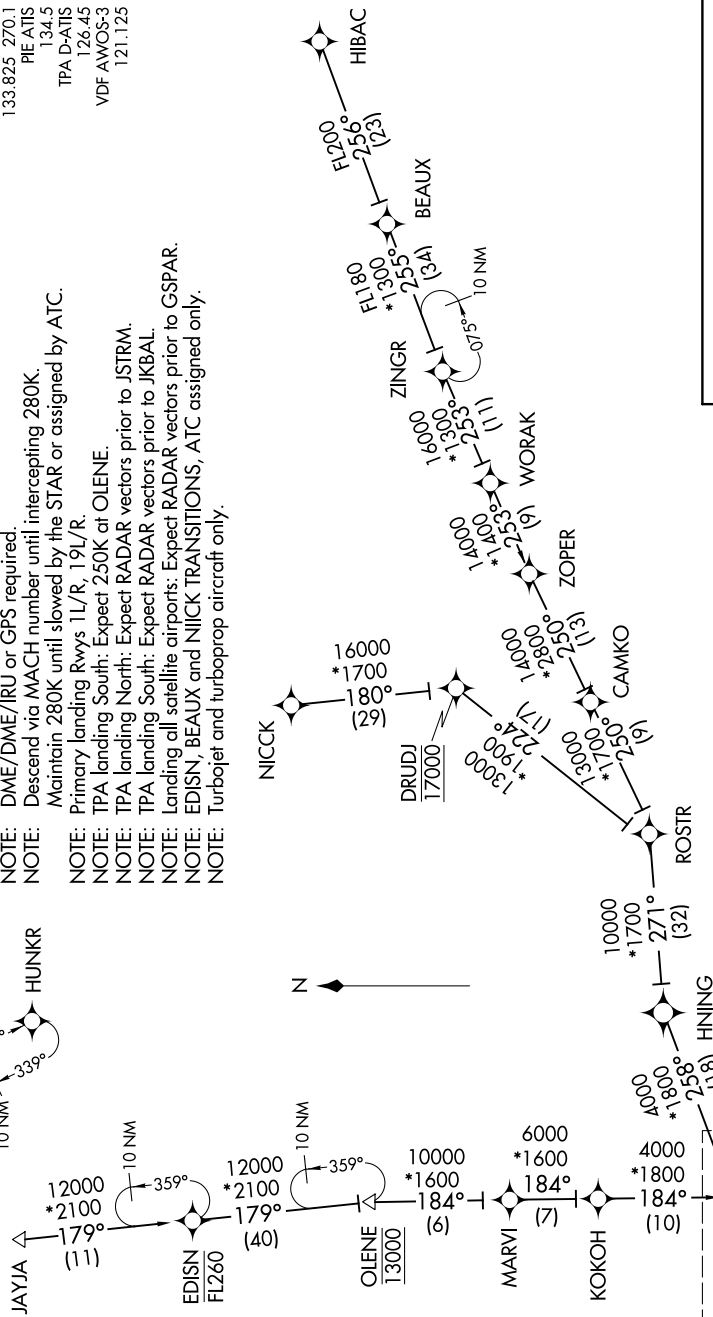 133.825 270.1
PIE ATIS
134.5
TPA D-ATIS
126.45
VDF AWOS-3
121.125
NOTE: DME/DME/IRU or GPS required.
NOTE: Descend via MACH number until intercepting 280K.
Maintain 280K until slowed by the STAR or assigned by ATC.
NOTE: Primary landing Rwys 1L/R, 19L/R.
NOTE: TPA landing South: Expect 250K at OLENE.
NOTE: TPA landing North: Expect RADAR vectors prior to JSTRM.
NOTE: TPA landing South: Expect RADAR vectors prior to JKBAL.
NOTE: Landing all satellite airports: Expect RADAR vectors prior to GSPAR.
NOTE: EDISN, BEAUX and NIICK TRANSITIONS, ATC assigned only.
NOTE: Turbojet and turboprop aircraft only.
HIBAC
FL200
256°
(23)
BEAUX
FL180
*1300
255°
(34)
10 NM
075°
ZINGR
16000
*1300
253°
(11)
WORAK
14000
*1400
253°
(9)
ZOPER
14000
*2800
250°
(13)
CAMKO
13000
*1700
250°
(9)
NICCK
16000
*1700
180°
(29)
DRUDJ
17000
13000
*1900
224°
(17)
ROSTR
10000
*1700
271°
(32)
HNING
4000
*1800
258°
(18)
N
HUNKR
10 NM
339°
JAYJA
12000
*2100
179°
(11)
10 NM
359°
EDISN
FL260
12000
*2100
179°
(40)
10 NM
359°
OLENE
13000
10000
*1600
184°
(6)
MARVI
6000
*1600
184°
(7)
KOKOH
4000
*1800
184°
(10)